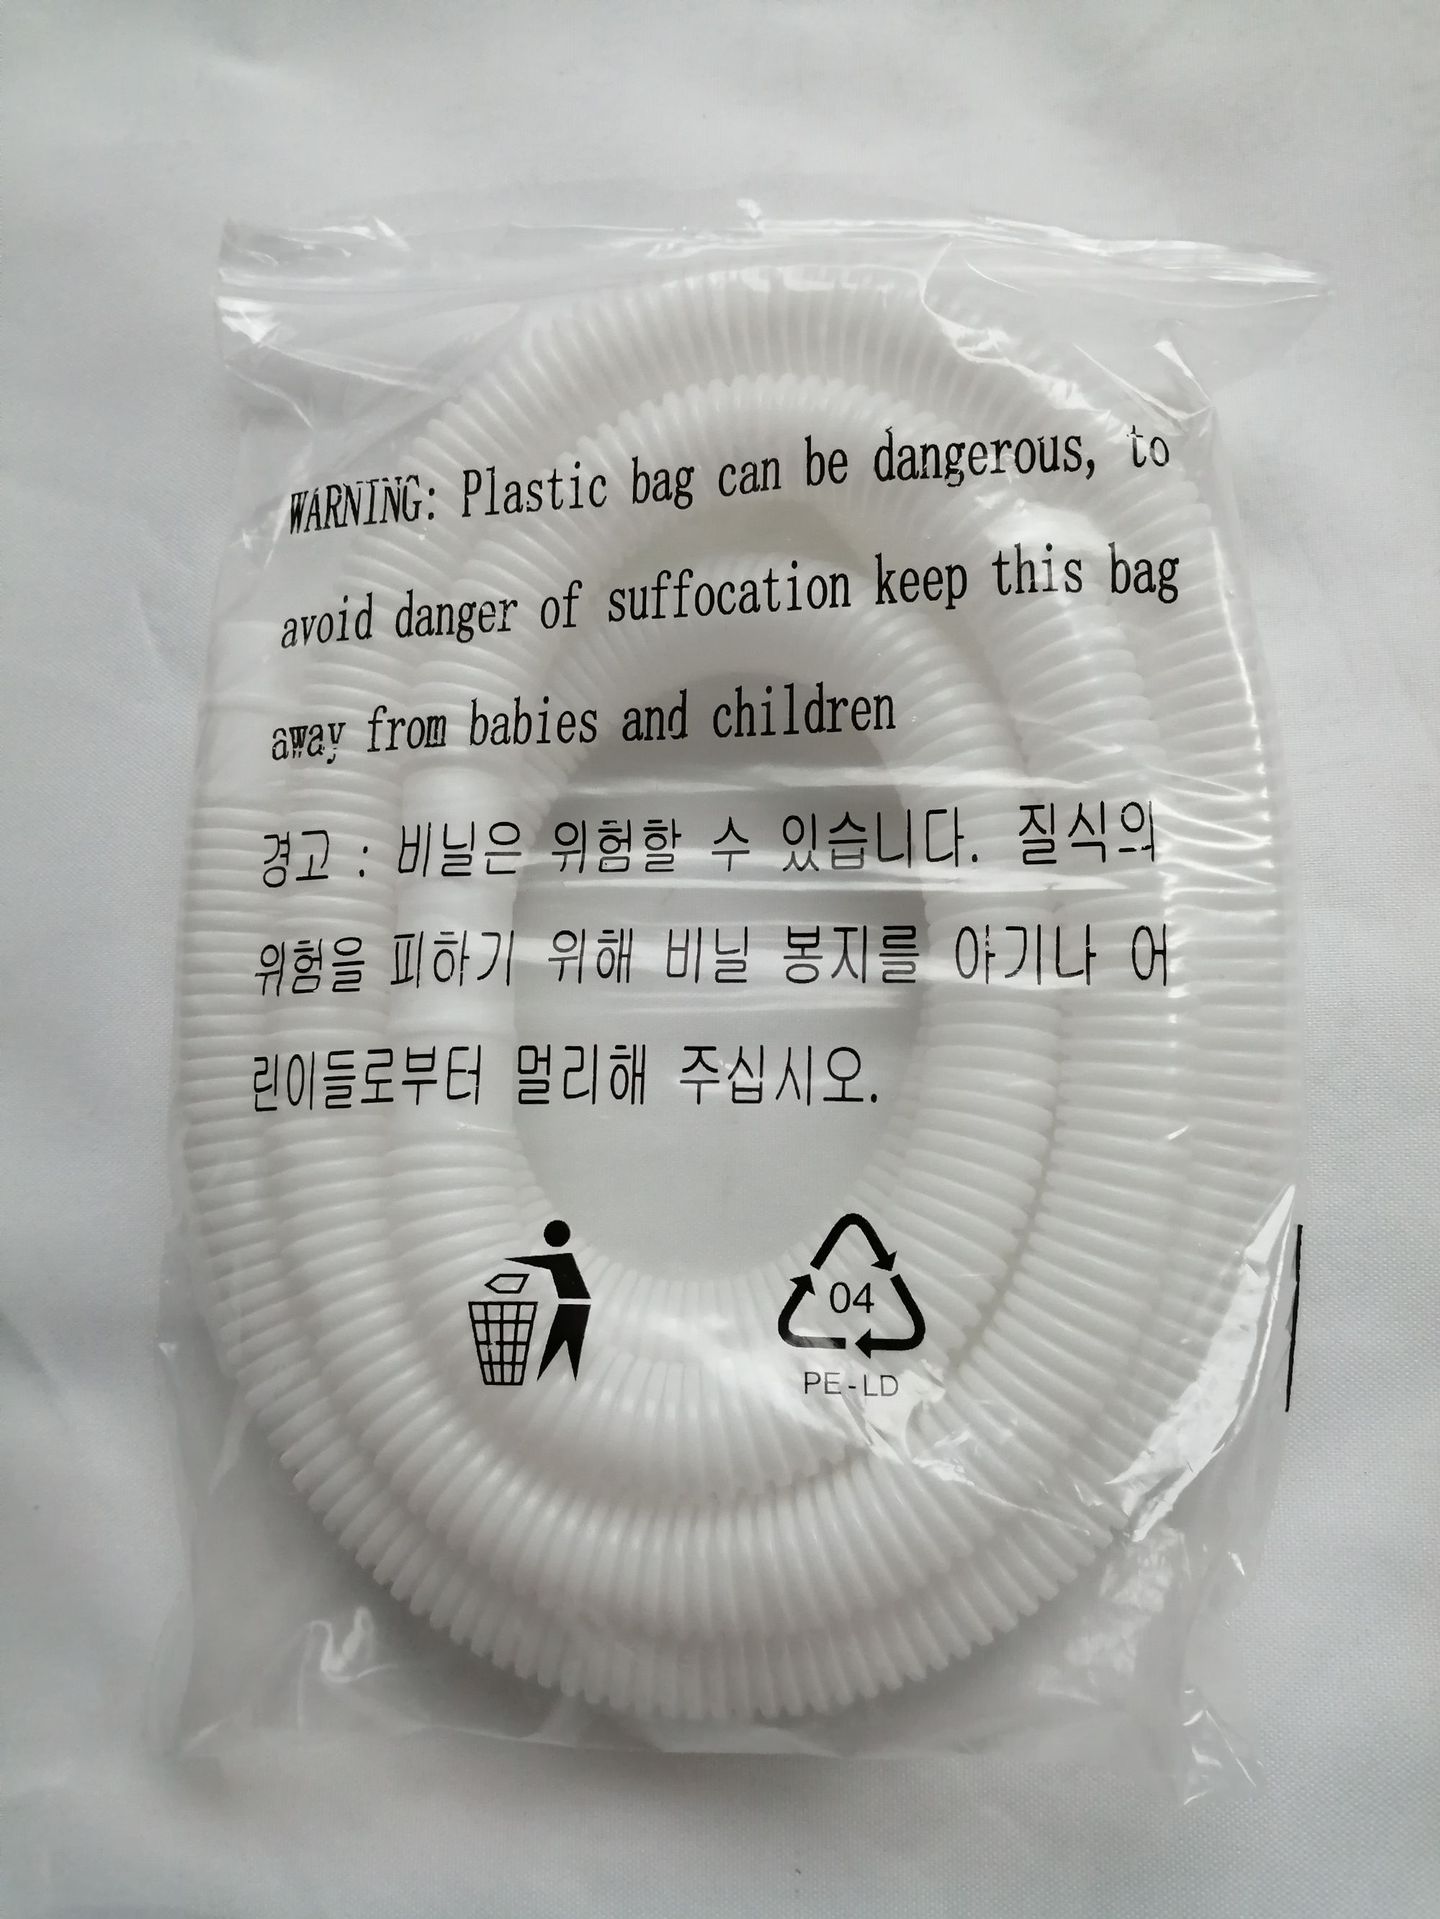 WARNING: Plastic bag can be dangerous, to
avoid danger of suffocation keep this bag
away from babies and children
경고 : 비닐은 위험할 수 있습니다. 질식의
위험을 피하기 위해 비닐 봉지를 아기나 어
린이들로부터 멀리해 주십시오.
04
PE-LD